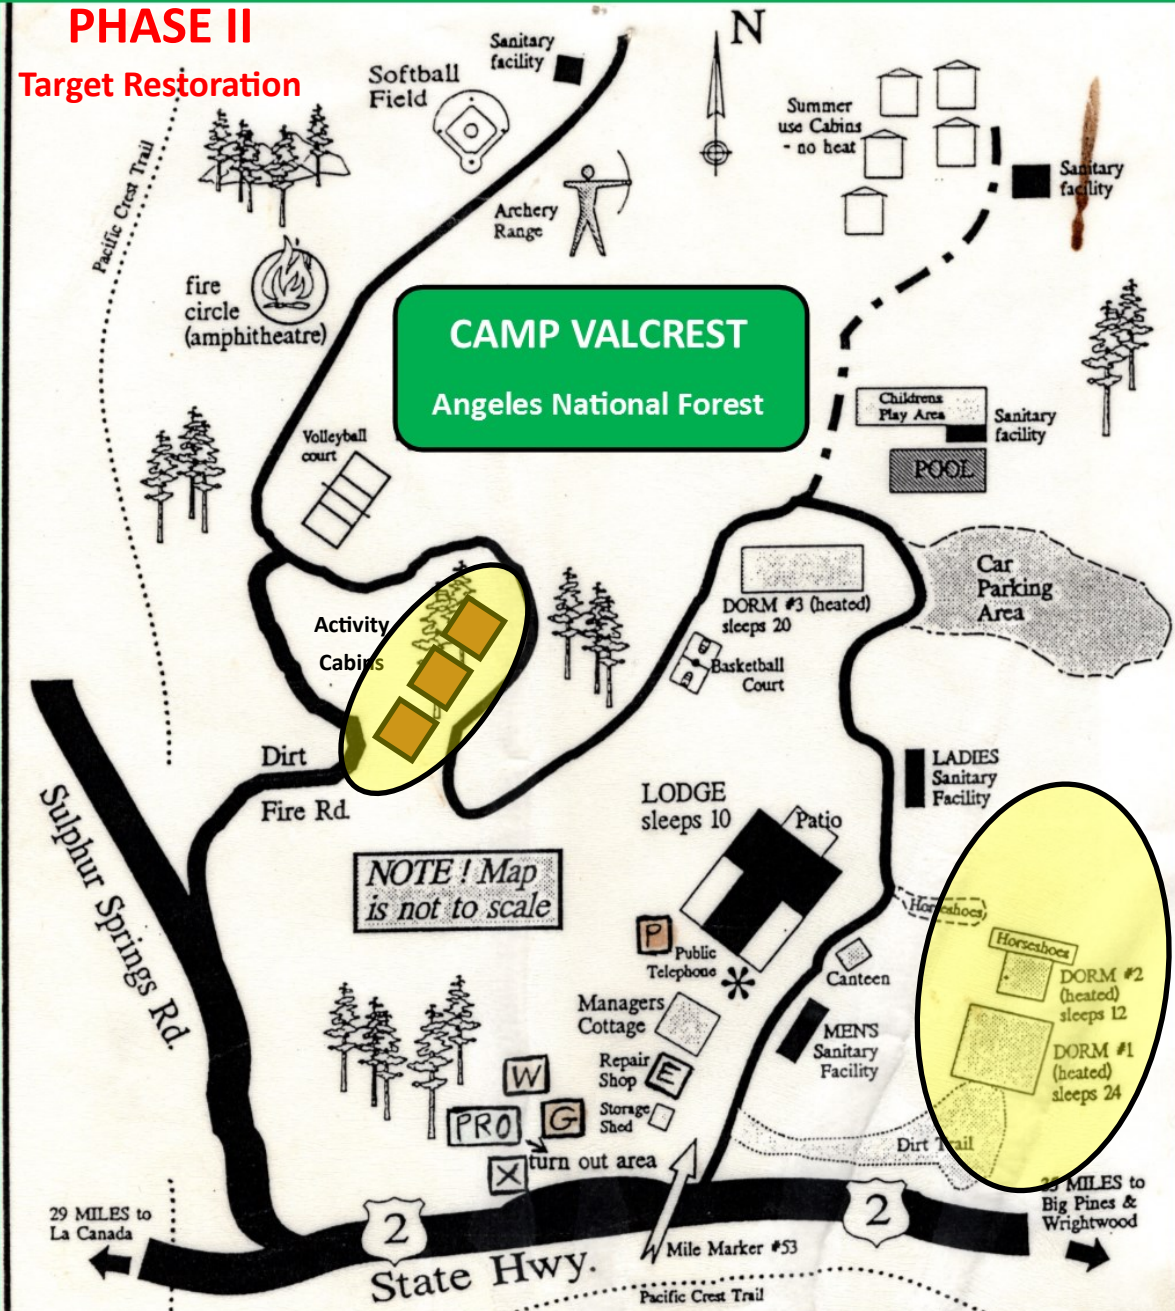 PHASE II
Target Restoration
N
Sanitary
facility
Softball
Field
Summer
use Cabins
- no heat
Sanitary
facility
Pacific Crest Trail
Archery
Range
fire
circle
(amphitheatre)
CAMP VALCREST
Angeles National Forest
Childrens
Play Area
Sanitary
facility
POOL
Volleyball
court
Car
Parking
Area
DORM #3 (heated)
sleeps 20
Activity
Cabins
Basketball
Court
Dirt
Fire Rd.
LADIES
Sanitary
Facility
LODGE
sleeps 10
Patio
Sulphur Springs Rd.
NOTE ! Map
is not to scale
Horseshoes
P
Public
Telephone
Horseshoes
Canteen
DORM #2
(heated)
sleeps 12
Managers
Cottage
MEN'S
Sanitary
Facility
DORM #1
(heated)
sleeps 24
Repair
Shop
E
W
PRO
G
Storage
Shed
Dirt Trail
turn out area
X
MILES to
Big Pines &
Wrightwood
29 MILES to
La Canada
2
2
State Hwy.
Mile Marker #53
Pacific Crest Trail